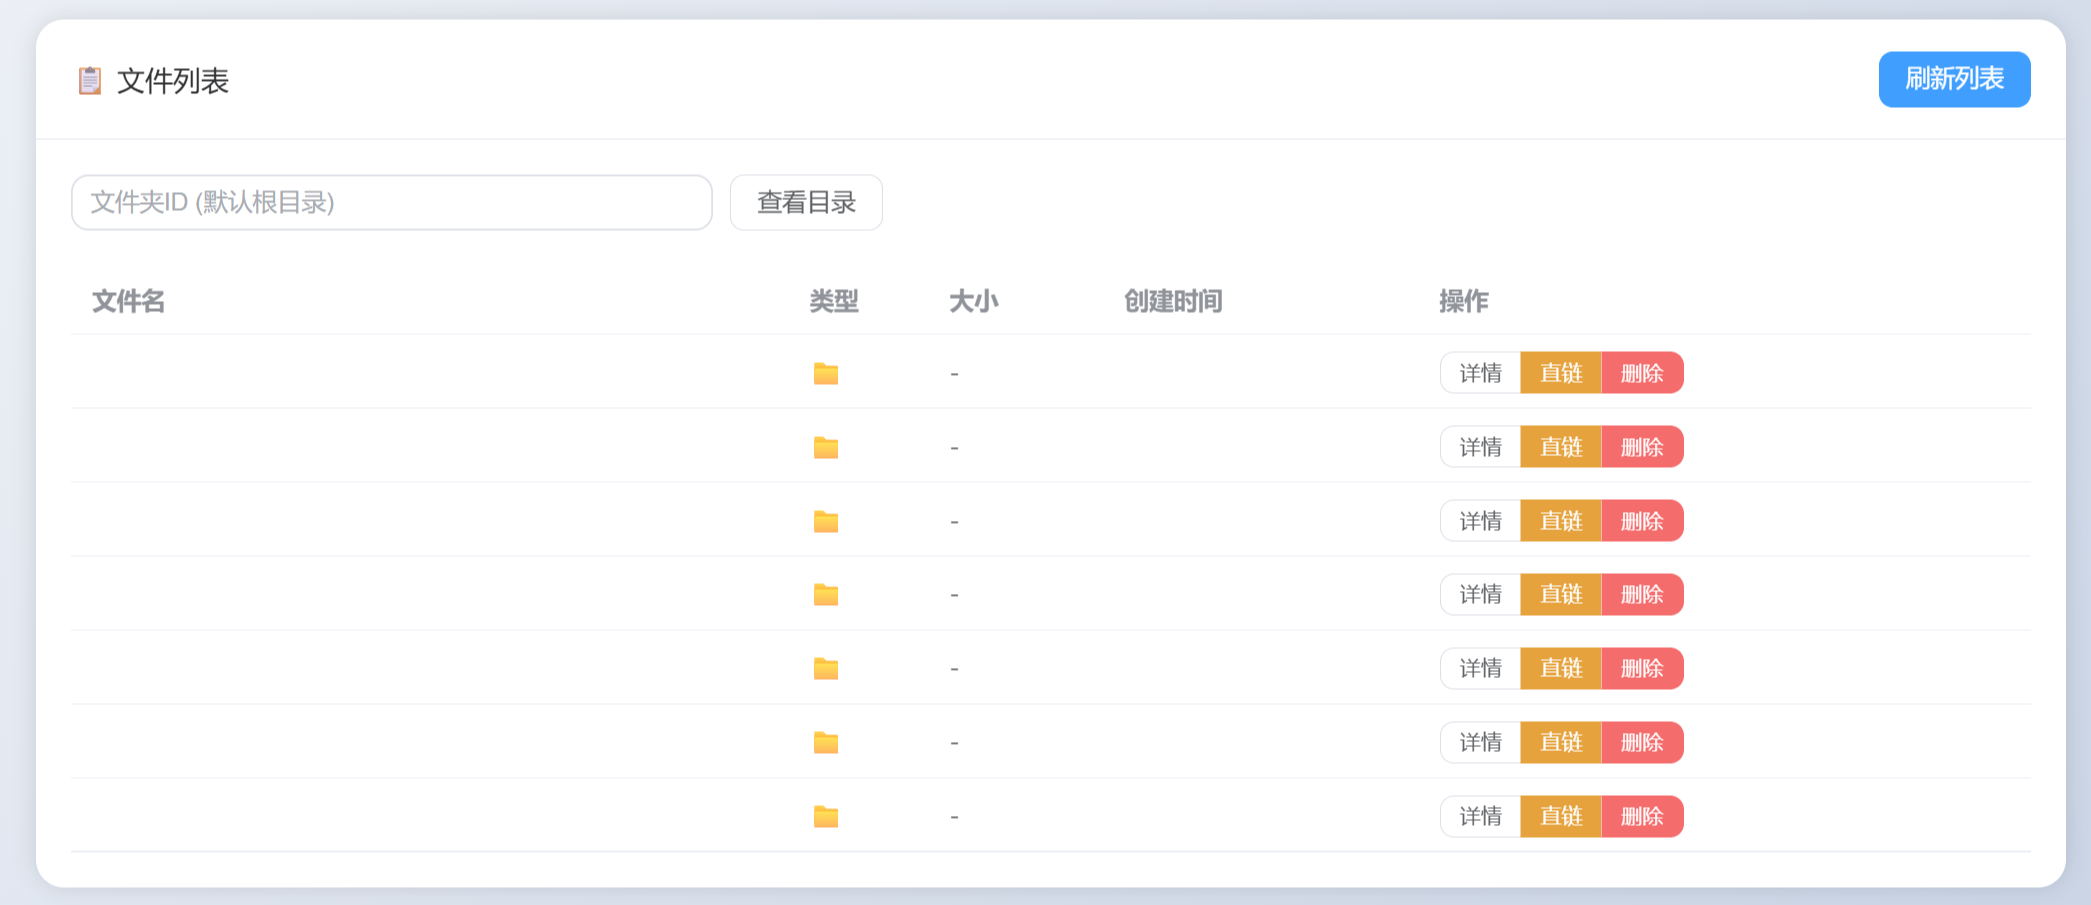 文件列表
刷新列表
文件夹ID (默认根目录)
查看目录
文件名 类型 大小 创建时间 操作
- 详情 直链 删除
- 详情 直链 删除
- 详情 直链 删除
- 详情 直链 删除
- 详情 直链 删除
- 详情 直链 删除
- 详情 直链 删除